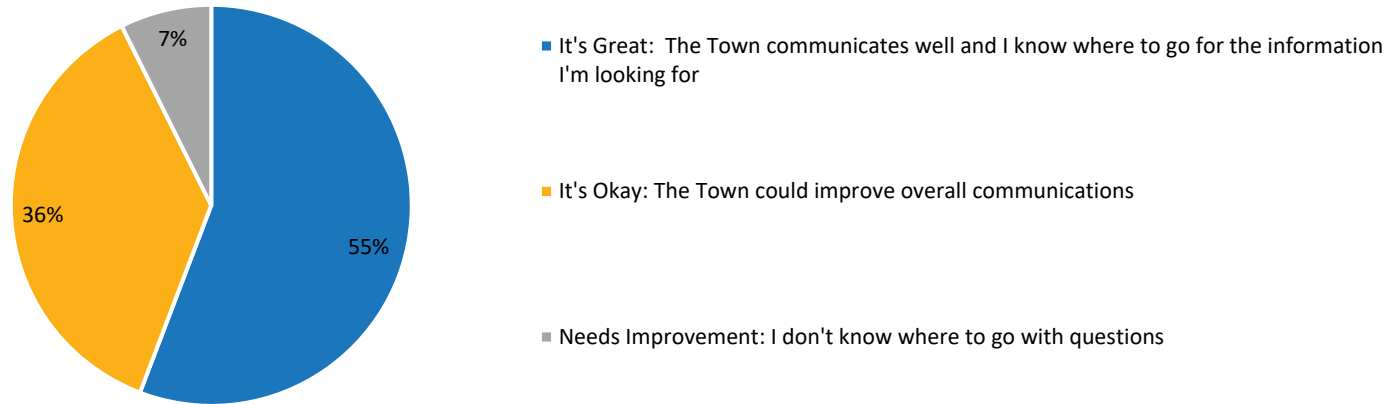 7%
It's Great:  The Town communicates well and I know where to go for the information
I'm looking for
It's Okay: The Town could improve overall communications
36%
55%
Needs Improvement: I don't know where to go with questions